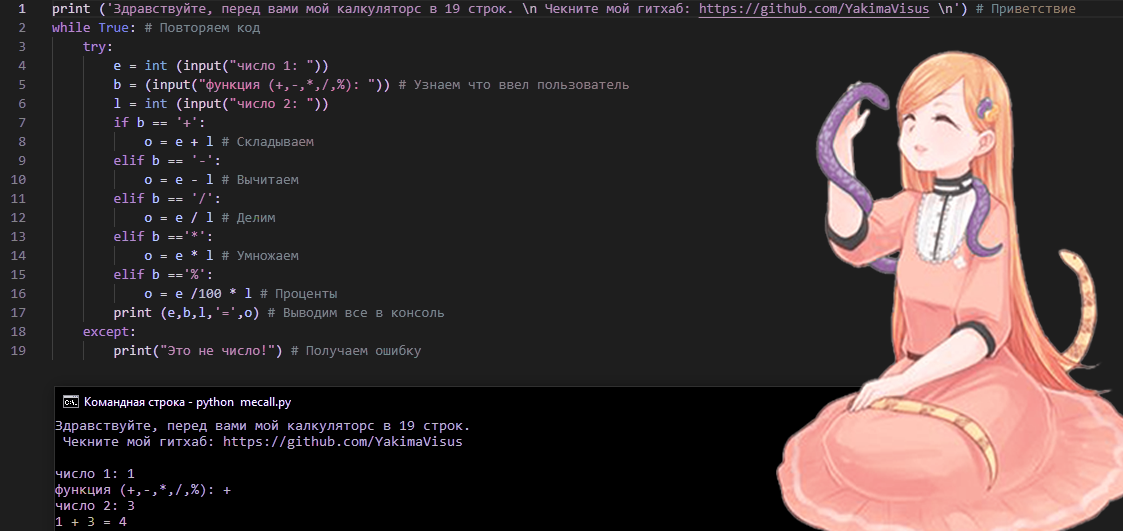 1 print ('Здравствуйте, перед вами мой калкуляторс в 19 строк. \n Чекните мой гитхаб: https://github.com/YakimaVisus \n') # Приветствие
2 while True: # Повторяем код
3 try:
4 e = int (input("число 1: "))
5 b = (input("функция (+,-,*,/,%): ")) # Узнаем что ввел пользователь
6 l = int (input("число 2: "))
7 if b == '+':
8 o = e + l # Складываем
9 elif b == '-':
10 o = e - l # Вычитаем
11 elif b == '/':
12 o = e / l # Делим
13 elif b =='*':
14 o = e * l # Умножаем
15 elif b =='%':
16 o = e /100 * l # Проценты
17 print (e,b,l,'=',o) # Выводим все в консоль
18 except:
19 print("Это не число!") # Получаем ошибку
Командная строка - python mecall.py
Здравствуйте, перед вами мой калкуляторс в 19 строк.
Чекните мой гитхаб: https://github.com/YakimaVisus
число 1: 1
функция (+,-,*,/,%): +
число 2: 3
1 + 3 = 4